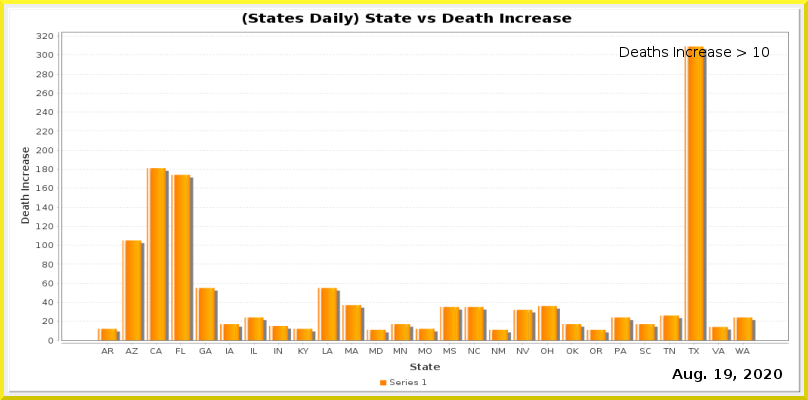 (States Daily) State vs Death Increase
320
300
280
260
240
220
200
180
160
140
120
100
80
60
40
20
0
Death Increase
Deaths Increase > 10
AR AZ CA FL GA IA IL IN KY LA MA MD MN MO MS NC NM NV OH OK OR PA SC TN TX VA WA
State
Series 1
Aug. 19, 2020